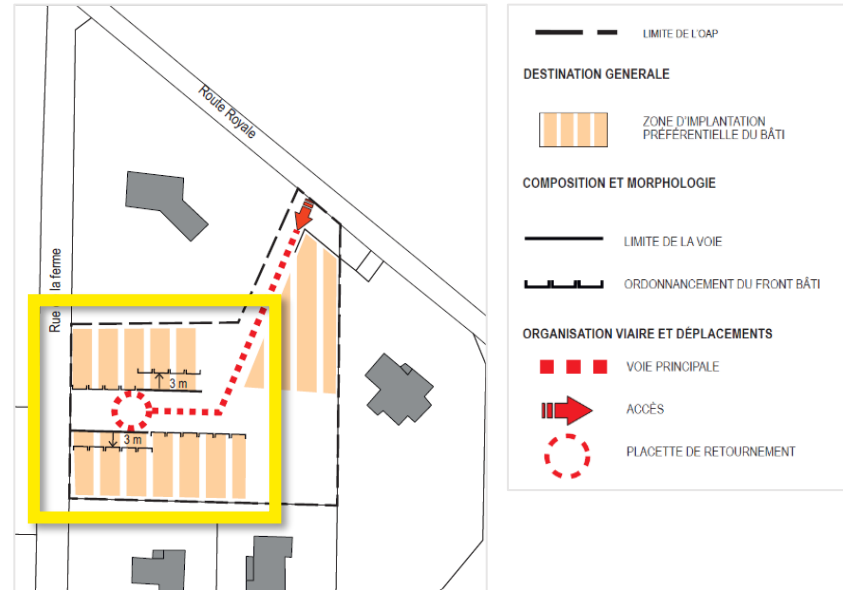 Route Royale
Rue
la ferme
3 m
3 m
LIMITE DE L'OAP
DESTINATION GENERALE
ZONE D'IMPLANTATION
PRÉFÉRENTIELLE DU BÂTI
COMPOSITION ET MORPHOLOGIE
LIMITE DE LA VOIE
ORDONNANCEMENT DU FRONT BÂTI
ORGANISATION VIAIRE ET DÉPLACEMENTS
VOIE PRINCIPALE
ACCÈS
PLACETTE DE RETOURNEMENT